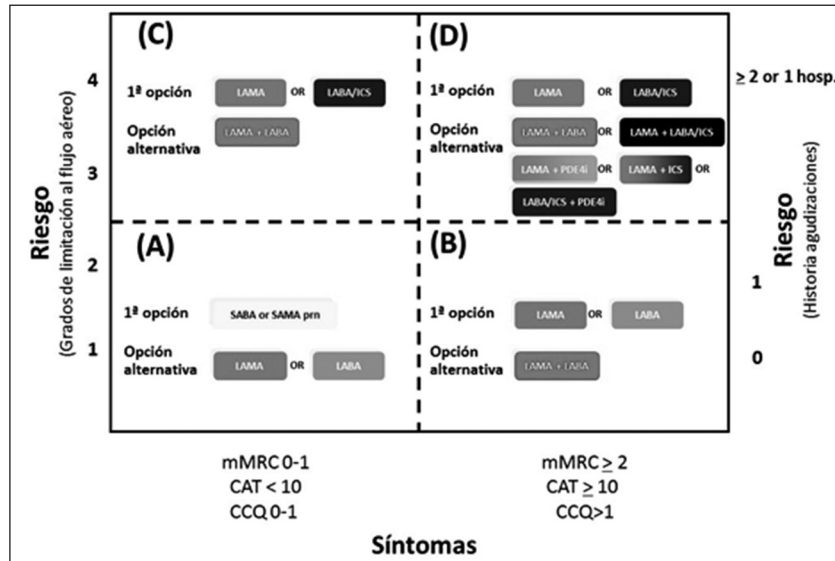 (C)
1ª opción LAMA OR LABA/ICS
Opción alternativa LAMA + LABA
(D)
1ª opción LAMA OR LABA/ICS
Opción alternativa LAMA + LABA OR LAMA + LABA/ICS
LAMA + PDE4i OR LAMA + ICS OR
LABA/ICS + PDE4i
(A)
1ª opción SABA or SAMA prn
Opción alternativa LAMA OR LABA
(B)
1ª opción LAMA OR LABA
Opción alternativa LAMA + LABA
Riesgo
(Grados de limitación al flujo aéreo)
4
3
2
1
≥ 2 or 1 hosp.
1
0
Riesgo
(Historia agudizaciones)
mMRC 0-1
CAT < 10
CCQ 0-1
mMRC ≥ 2
CAT ≥ 10
CCQ>1
Síntomas